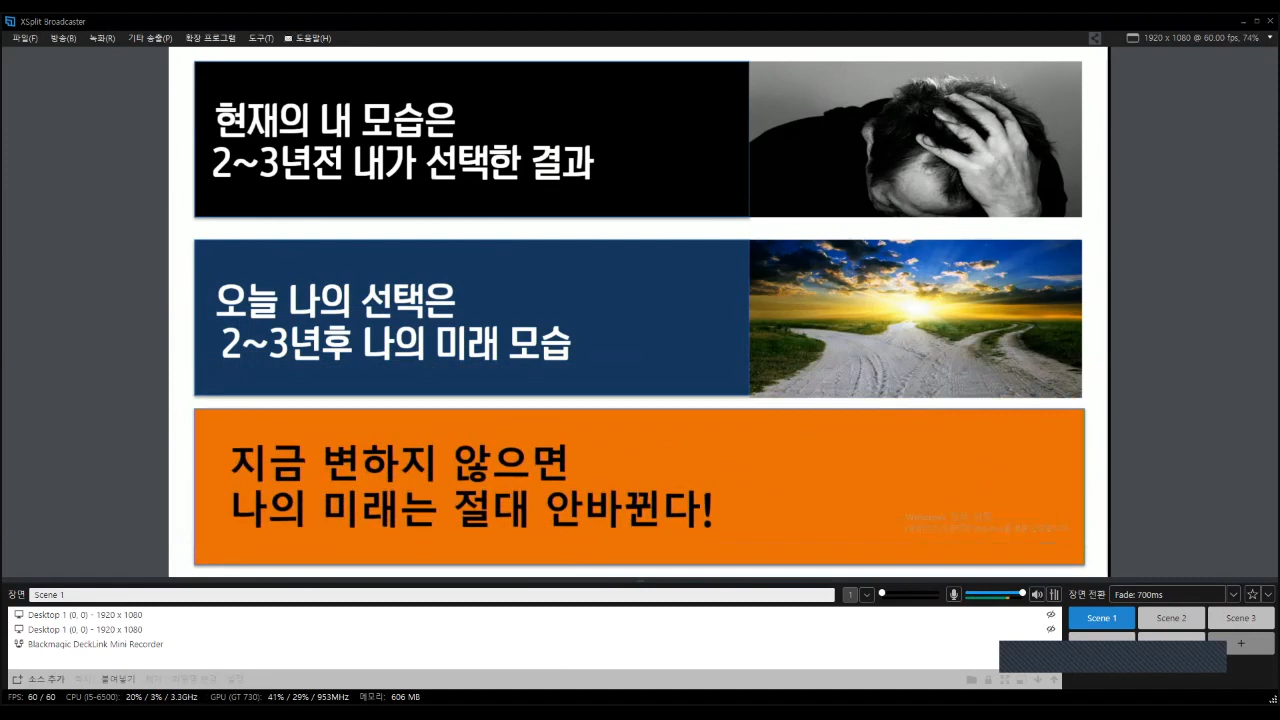 XSplit Broadcaster
파일(F) 방송(B) 녹화(R) 기타 송출(P) 확장 프로그램 도구(T) 도움말(H)
1920 x 1080 @ 60.00 fps, 74%
현재의 내 모습은
2~3년전 내가 선택한 결과
오늘 나의 선택은
2~3년후 나의 미래 모습
지금 변하지 않으면
나의 미래는 절대 안바뀐다!
장면 Scene 1 1 장면 전환 Fade: 700ms
Desktop 1 (0, 0) - 1920 x 1080
Desktop 1 (0, 0) - 1920 x 1080
Blackmagic DeckLink Mini Recorder
Scene 1 Scene 2 Scene 3
소스 추가 붙여넣기
FPS: 60 / 60 CPU (I5-6500): 20% / 3% / 3.3GHz GPU (GT 730): 41% / 29% / 953MHz 메모리: 606 MB